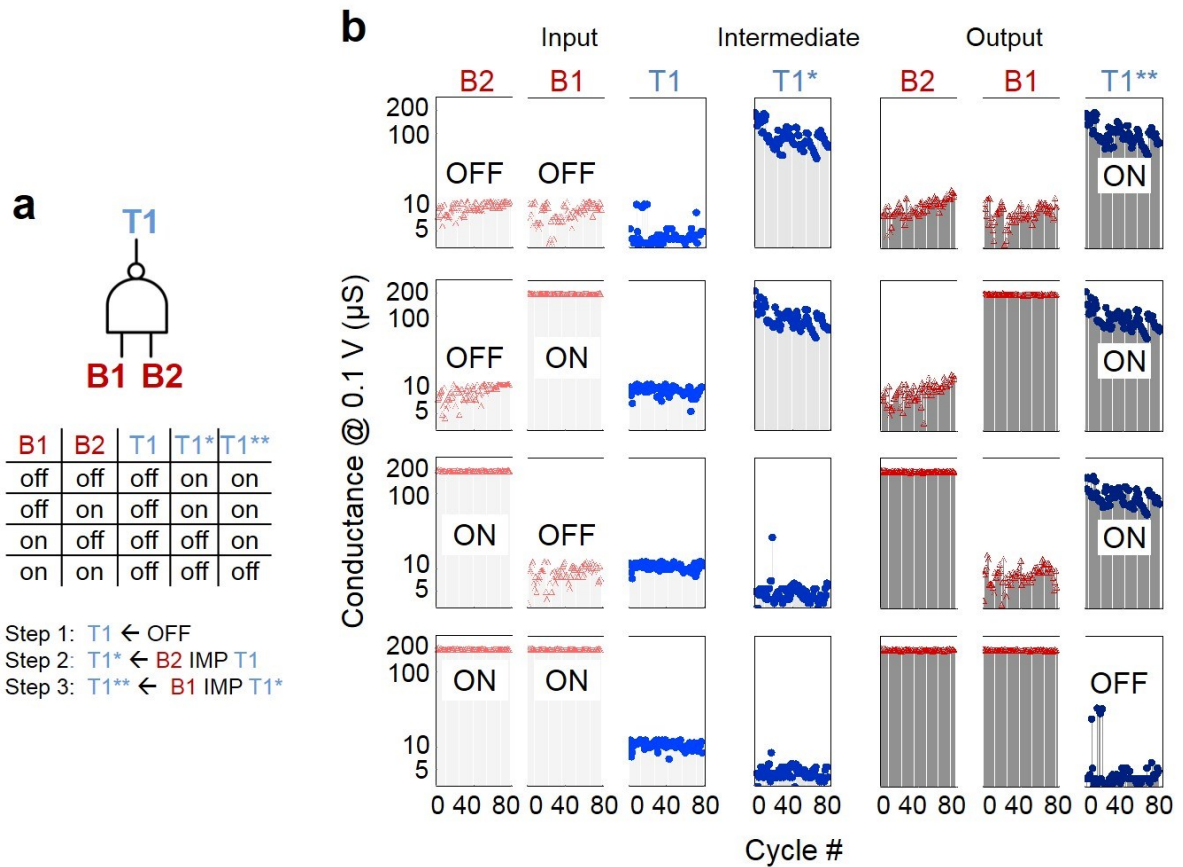 a
T1
B1 B2
B1 B2 T1 T1* T1**
off off off on on
off on off on on
on off off off on
on on off off off
Step 1: T1 ← OFF
Step 2: T1* ← B2 IMP T1
Step 3: T1** ← B1 IMP T1*
b
Input Intermediate Output
B2 B1 T1 T1* B2 B1 T1**
Conductance @ 0.1 V (µS)
200
100
10
5
OFF OFF ON
200
100
10
5
OFF ON ON
200
100
10
5
ON OFF ON
200
100
10
5
ON ON OFF
0 40 80 0 40 80 0 40 80 0 40 80 0 40 80 0 40 80 0 40 80
Cycle #